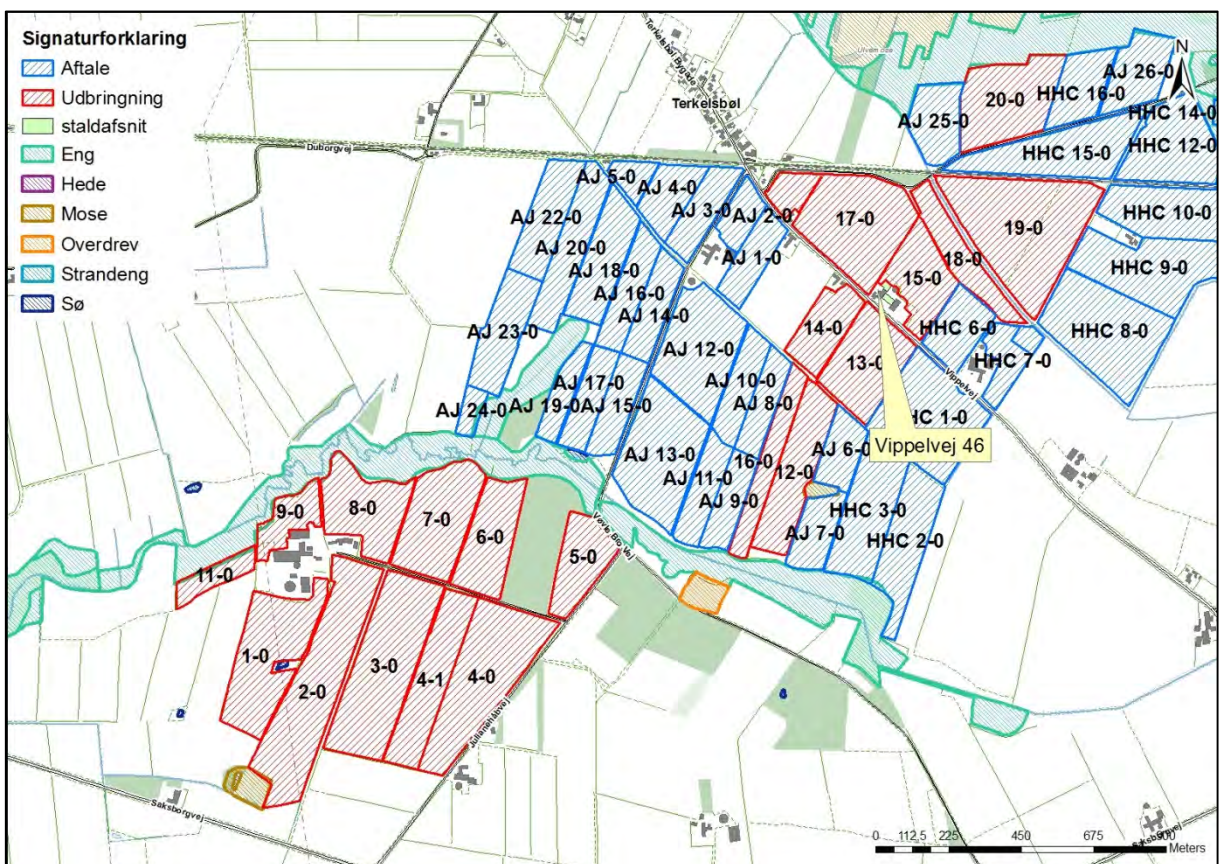 Signaturforklaring
Aftale
Udbringning
staldafsnit
Eng
Hede
Mose
Overdrev
Strandeng
Sø
N
Terkelsbøl Bygade
Terkelsbøl
Duborgvej
AJ 26-0
20-0
HHC 16-0
AJ 25-0
HHC 14-0
HHC 15-0
HHC 12-0
AJ 5-0
AJ 4-0
AJ 3-0
AJ 2-0
AJ 1-0
AJ 22-0
AJ 20-0
AJ 18-0
AJ 16-0
AJ 14-0
17-0
19-0
HHC 10-0
18-0
15-0
HHC 9-0
HHC 6-0
HHC 8-0
HHC 7-0
14-0
13-0
AJ 23-0
AJ 12-0
AJ 10-0
AJ 8-0
AJ 17-0
AJ 24-0
AJ 19-0
AJ 15-0
Vippelvej
HC 1-0
Vippelvej 46
AJ 6-0
AJ 13-0
AJ 11-0
AJ 9-0
16-0
12-0
AJ 7-0
HHC 3-0
HHC 2-0
9-0
8-0
7-0
6-0
5-0
11-0
1-0
2-0
3-0
4-1
4-0
Julianehåbvej
Saksborgvej
Saksborgvej
0 112,5 225 450 675 900
Meters